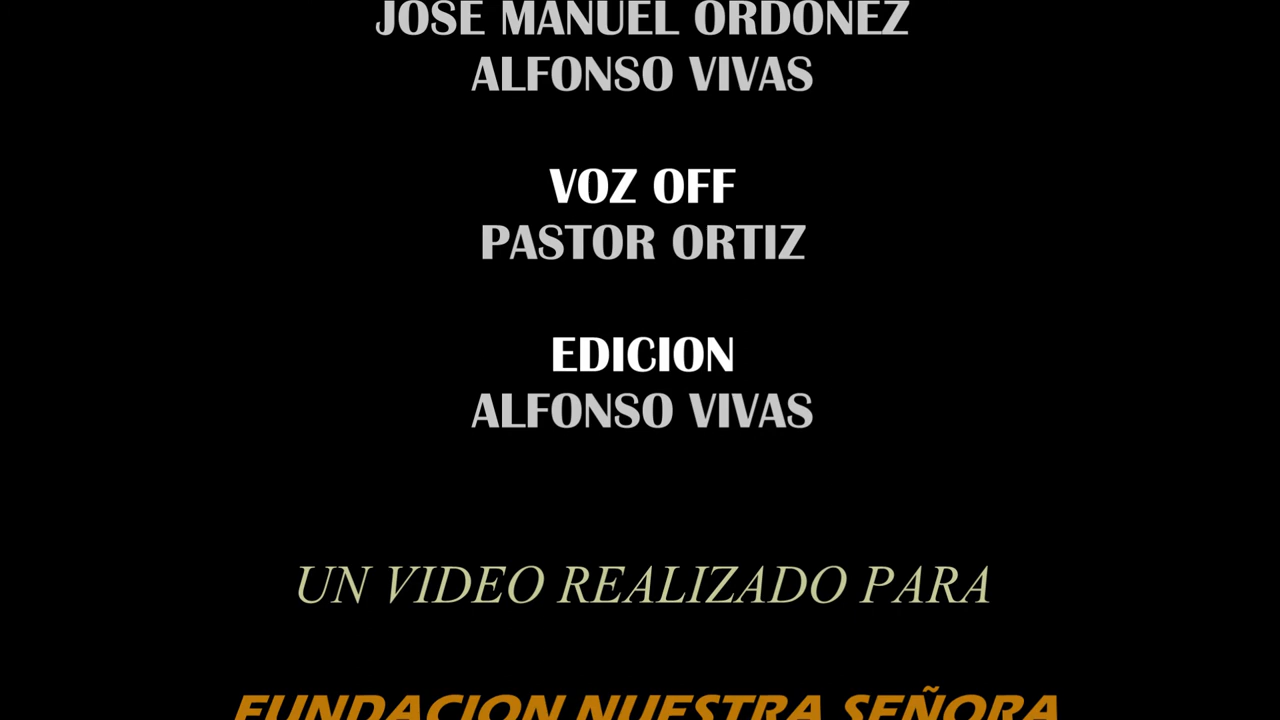 JOSE MANUEL ORDOÑEZ
ALFONSO VIVAS
VOZ OFF
PASTOR ORTIZ
EDICION
ALFONSO VIVAS
UN VIDEO REALIZADO PARA
FUNDACION NUESTRA SEÑORA